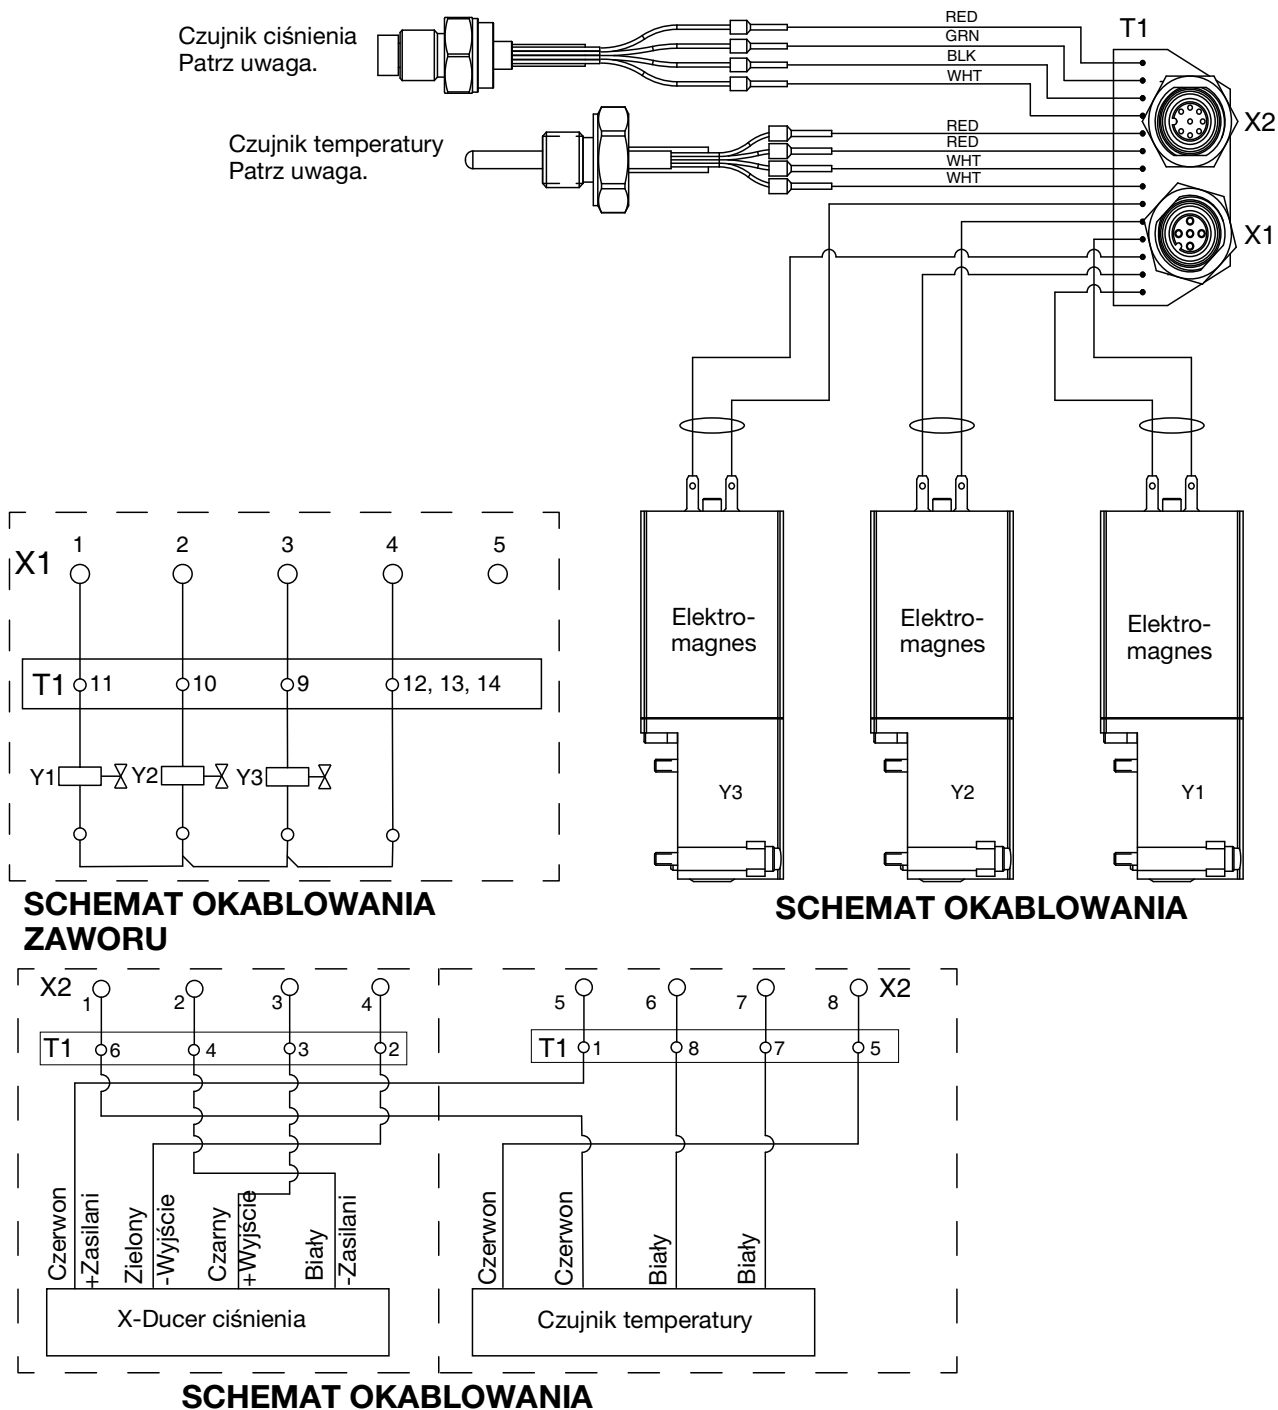 Czujnik ciśnienia
Patrz uwaga.
RED
GRN
BLK
WHT
T1
X2
Czujnik temperatury
Patrz uwaga.
RED
RED
WHT
WHT
X1
Elektro-
magnes
Y3
Elektro-
magnes
Y2
Elektro-
magnes
Y1
SCHEMAT OKABLOWANIA
X1
1 2 3 4 5
T1 11 10 9 12, 13, 14
Y1 Y2 Y3
SCHEMAT OKABLOWANIA
ZAWORU
X2 1 2 3 4
T1 6 4 3 2
5 6 7 8 X2
T1 1 8 7 5
Czerwon
+Zasilani
Zielony
-Wyjście
Czarny
+Wyjście
Biały
-Zasilani
Czerwon
Czerwon
Biały
Biały
X-Ducer ciśnienia
Czujnik temperatury
SCHEMAT OKABLOWANIA